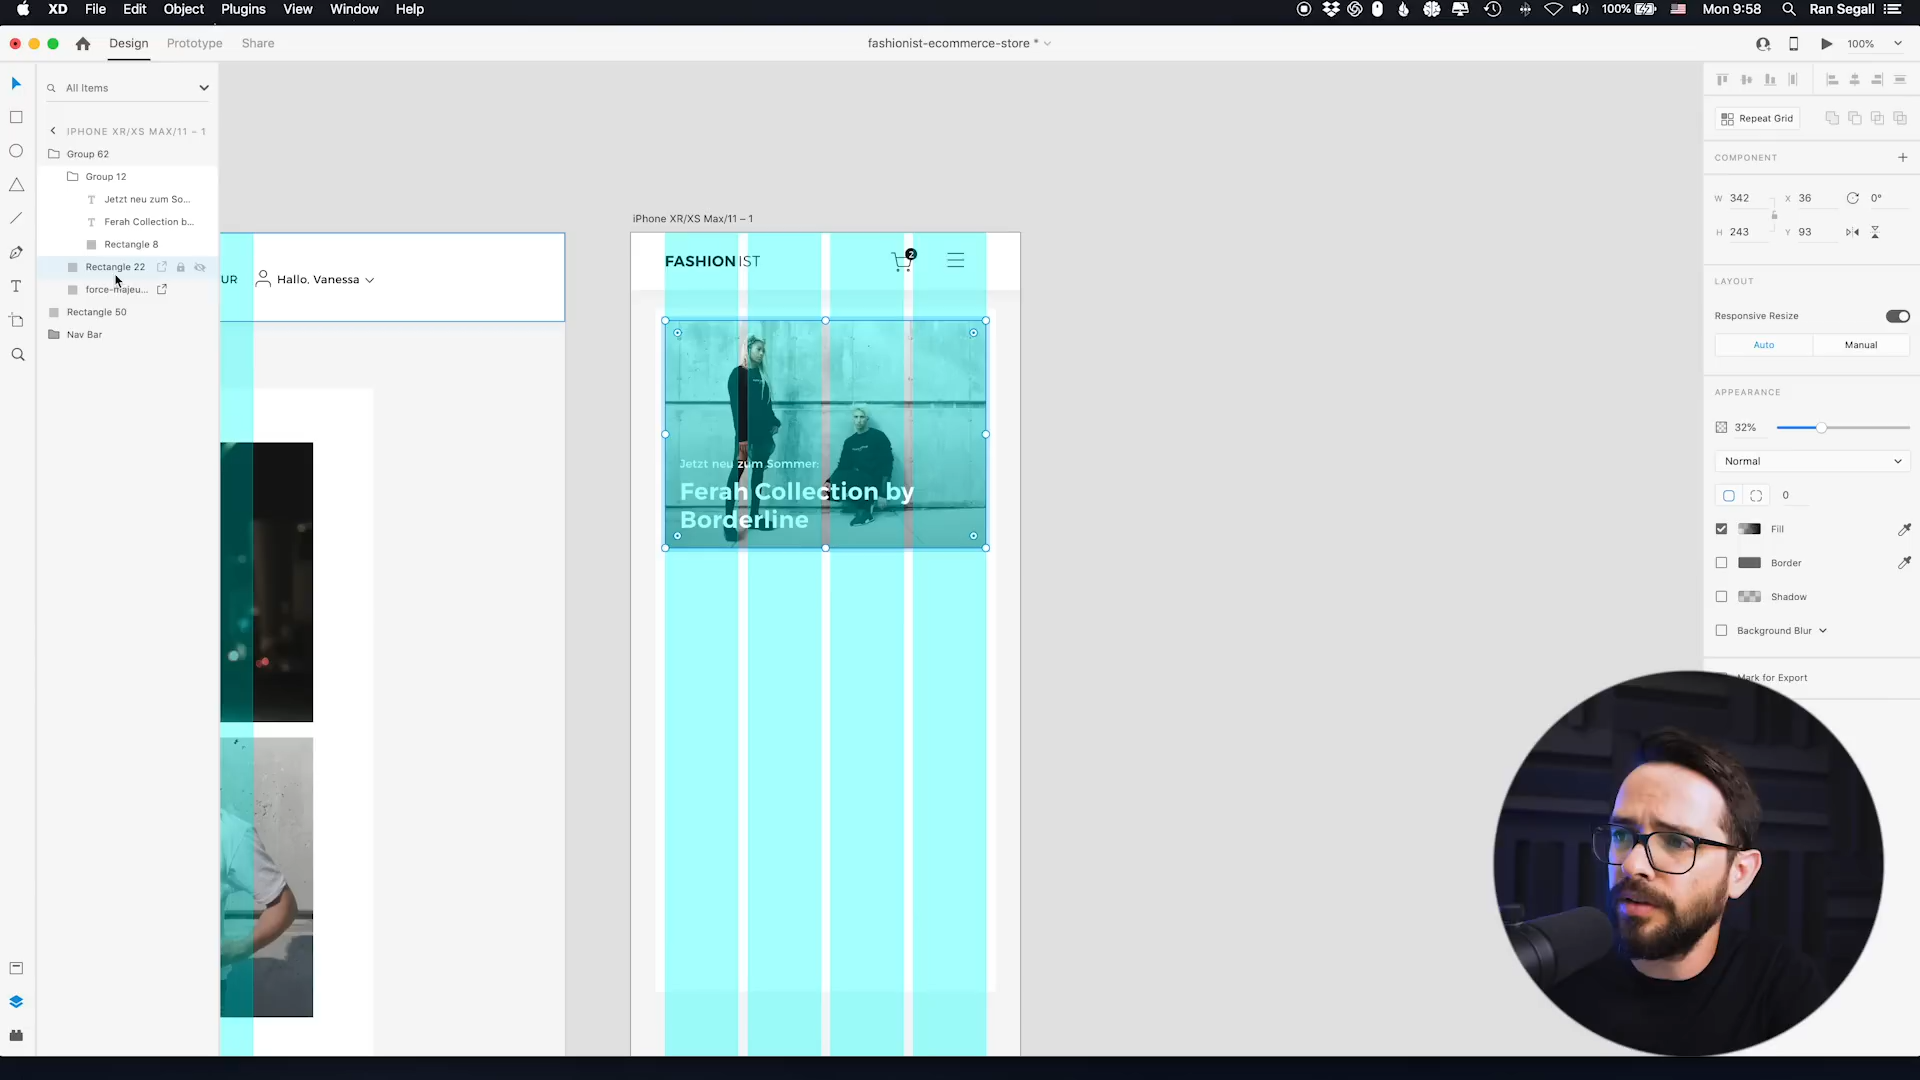 XD File Edit Object Plugins View Window Help
100% Mon 9:58 Ran Segall
Design Prototype Share
fashionist-ecommerce-store *
100%
All Items
IPHONE XR/XS MAX/11 – 1
Group 62
Group 12
Jetzt neu zum So...
Ferah Collection b...
Rectangle 8
Rectangle 22
force-majeu...
Rectangle 50
Nav Bar
UR Hallo, Vanessa
iPhone XR/XS Max/11 – 1
FASHIONIST
2
Jetzt neu zum Sommer:
Ferah Collection by
Borderline
Repeat Grid
COMPONENT
W 342 X 36 0°
H 243 Y 93
LAYOUT
Responsive Resize
Auto Manual
APPEARANCE
32%
Normal
0
Fill
Border
Shadow
Background Blur
Mark for Export